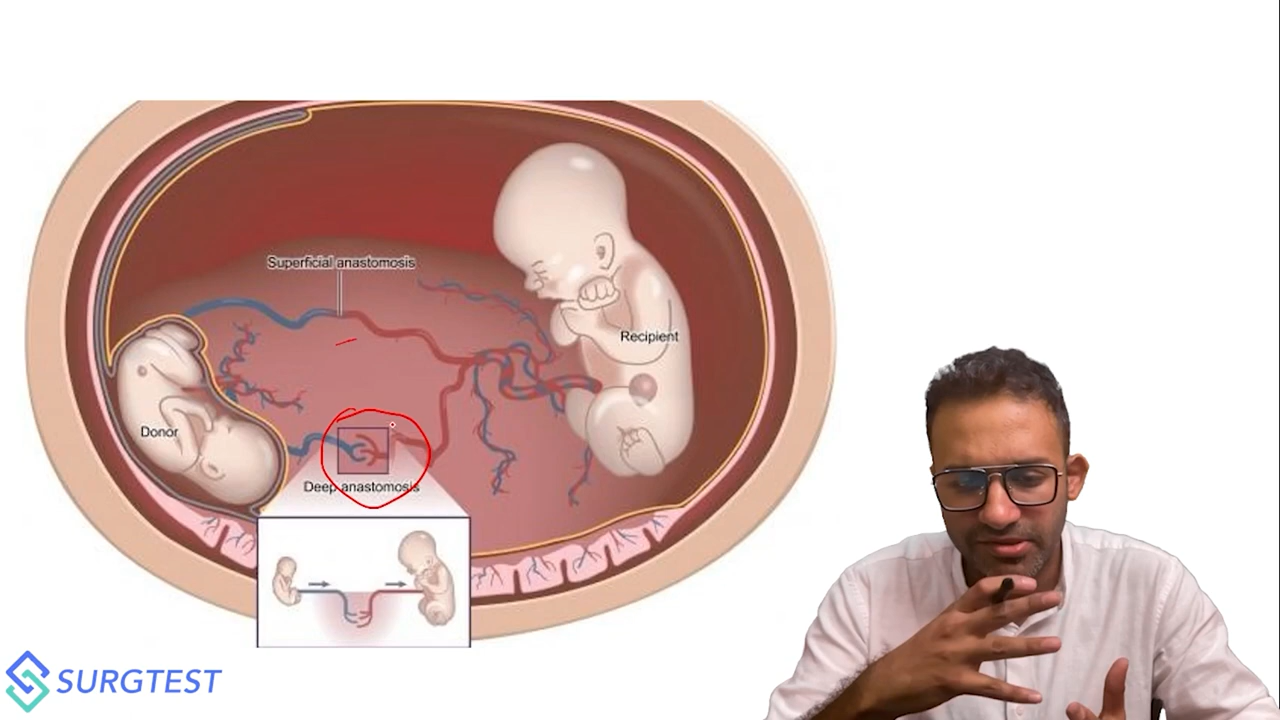 Superficial anastomosis
Recipient
Donor
Deep anastomosis
SURGTEST